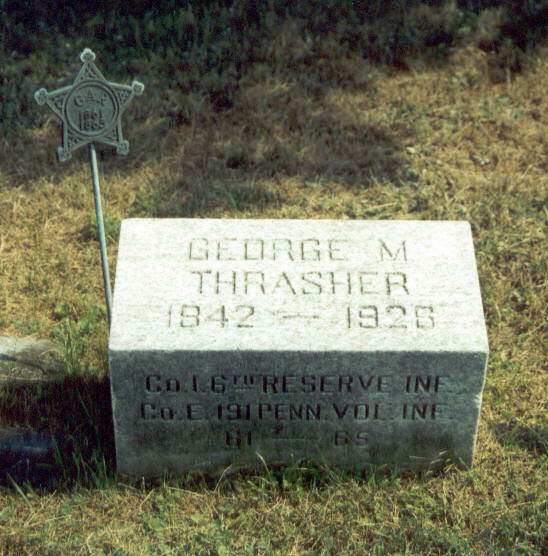 G.A.R
1861
1865
GEORGE M
THRASHER
1842 — 1926
Co. I. 6TH RESERVE INF.
Co. E. 191 PENN. VOL. INF.
61 — 65